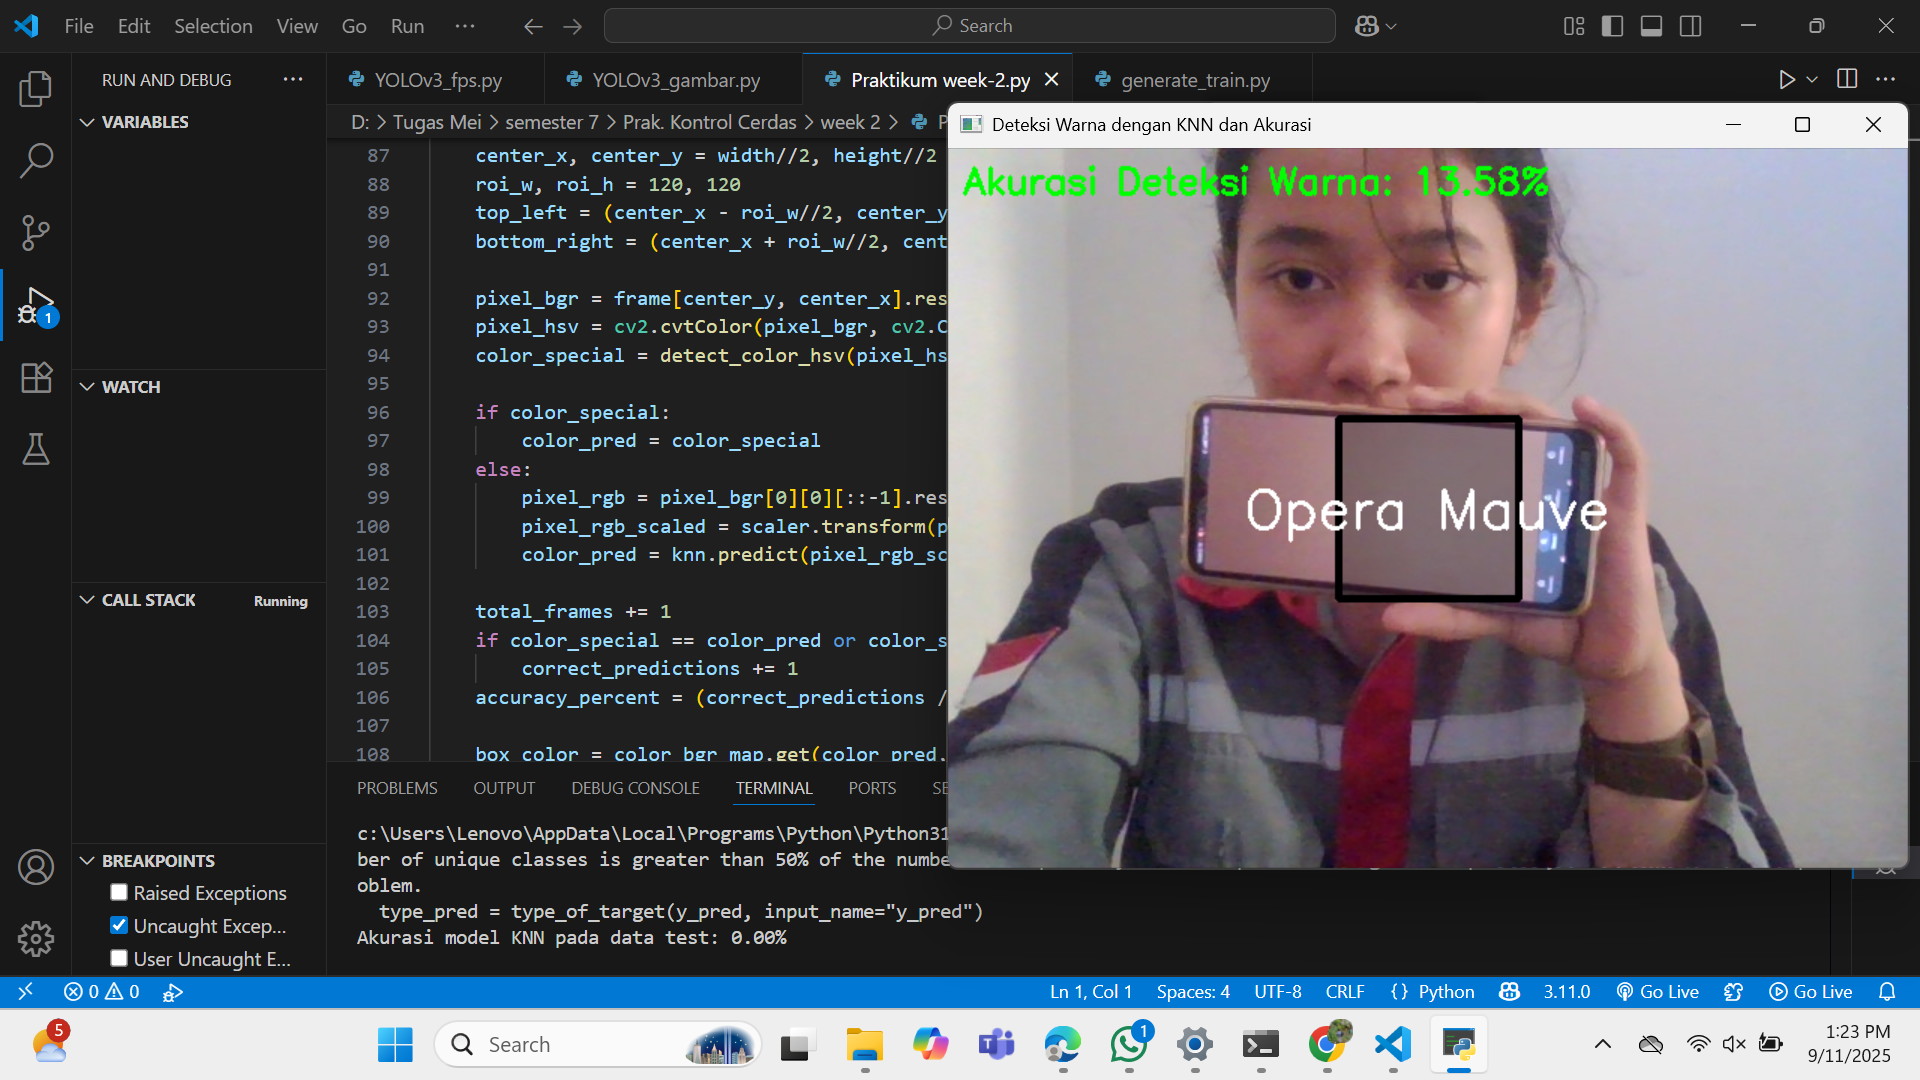 File Edit Selection View Go Run ··· Search
RUN AND DEBUG ···
VARIABLES
WATCH
CALL STACK Running
BREAKPOINTS
Raised Exceptions
Uncaught Excep...
User Uncaught E...
1
YOLOv3_fps.py YOLOv3_gambar.py Praktikum week-2.py generate_train.py
D: > Tugas Mei > semester 7 > Prak. Kontrol Cerdas > week 2 > P
87 center_x, center_y = width//2, height//2
88 roi_w, roi_h = 120, 120
89 top_left = (center_x - roi_w//2, center_y
90 bottom_right = (center_x + roi_w//2, cent
91
92 pixel_bgr = frame[center_y, center_x].res
93 pixel_hsv = cv2.cvtColor(pixel_bgr, cv2.C
94 color_special = detect_color_hsv(pixel_hs
95
96 if color_special:
97 color_pred = color_special
98 else:
99 pixel_rgb = pixel_bgr[0][0][::-1].res
100 pixel_rgb_scaled = scaler.transform(p
101 color_pred = knn.predict(pixel_rgb_sc
102
103 total_frames += 1
104 if color_special == color_pred or color_s
105 correct_predictions += 1
106 accuracy_percent = (correct_predictions /
107
108 box_color = color_bgr_map.get(color_pred,
Deteksi Warna dengan KNN dan Akurasi
Akurasi Deteksi Warna: 13.58%
Opera Mauve
PROBLEMS OUTPUT DEBUG CONSOLE TERMINAL PORTS SE
c:\Users\Lenovo\AppData\Local\Programs\Python\Python31
ber of unique classes is greater than 50% of the numbe
oblem.
type_pred = type_of_target(y_pred, input_name="y_pred")
Akurasi model KNN pada data test: 0.00%
0 0 Ln 1, Col 1 Spaces: 4 UTF-8 CRLF {} Python 3.11.0 Go Live Go Live
5 Search 1 1:23 PM
9/11/2025